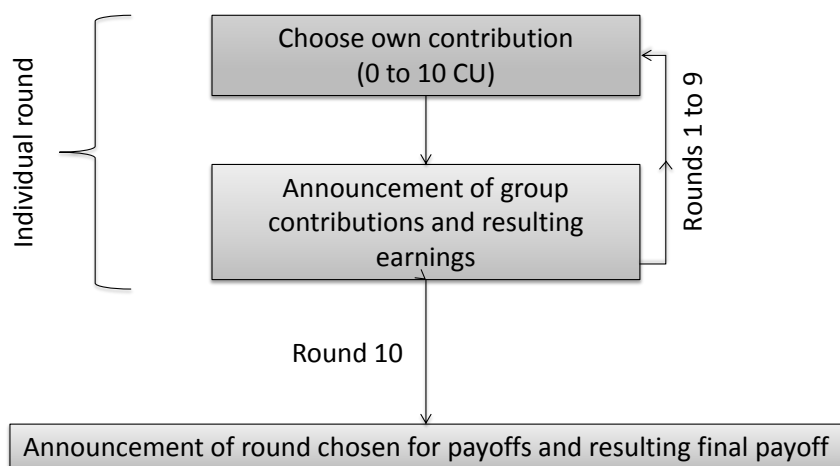 Choose own contribution
(0 to 10 CU)
Individual round
Rounds 1 to 9
Announcement of group
contributions and resulting
earnings
Round 10
Announcement of round chosen for payoffs and resulting final payoff